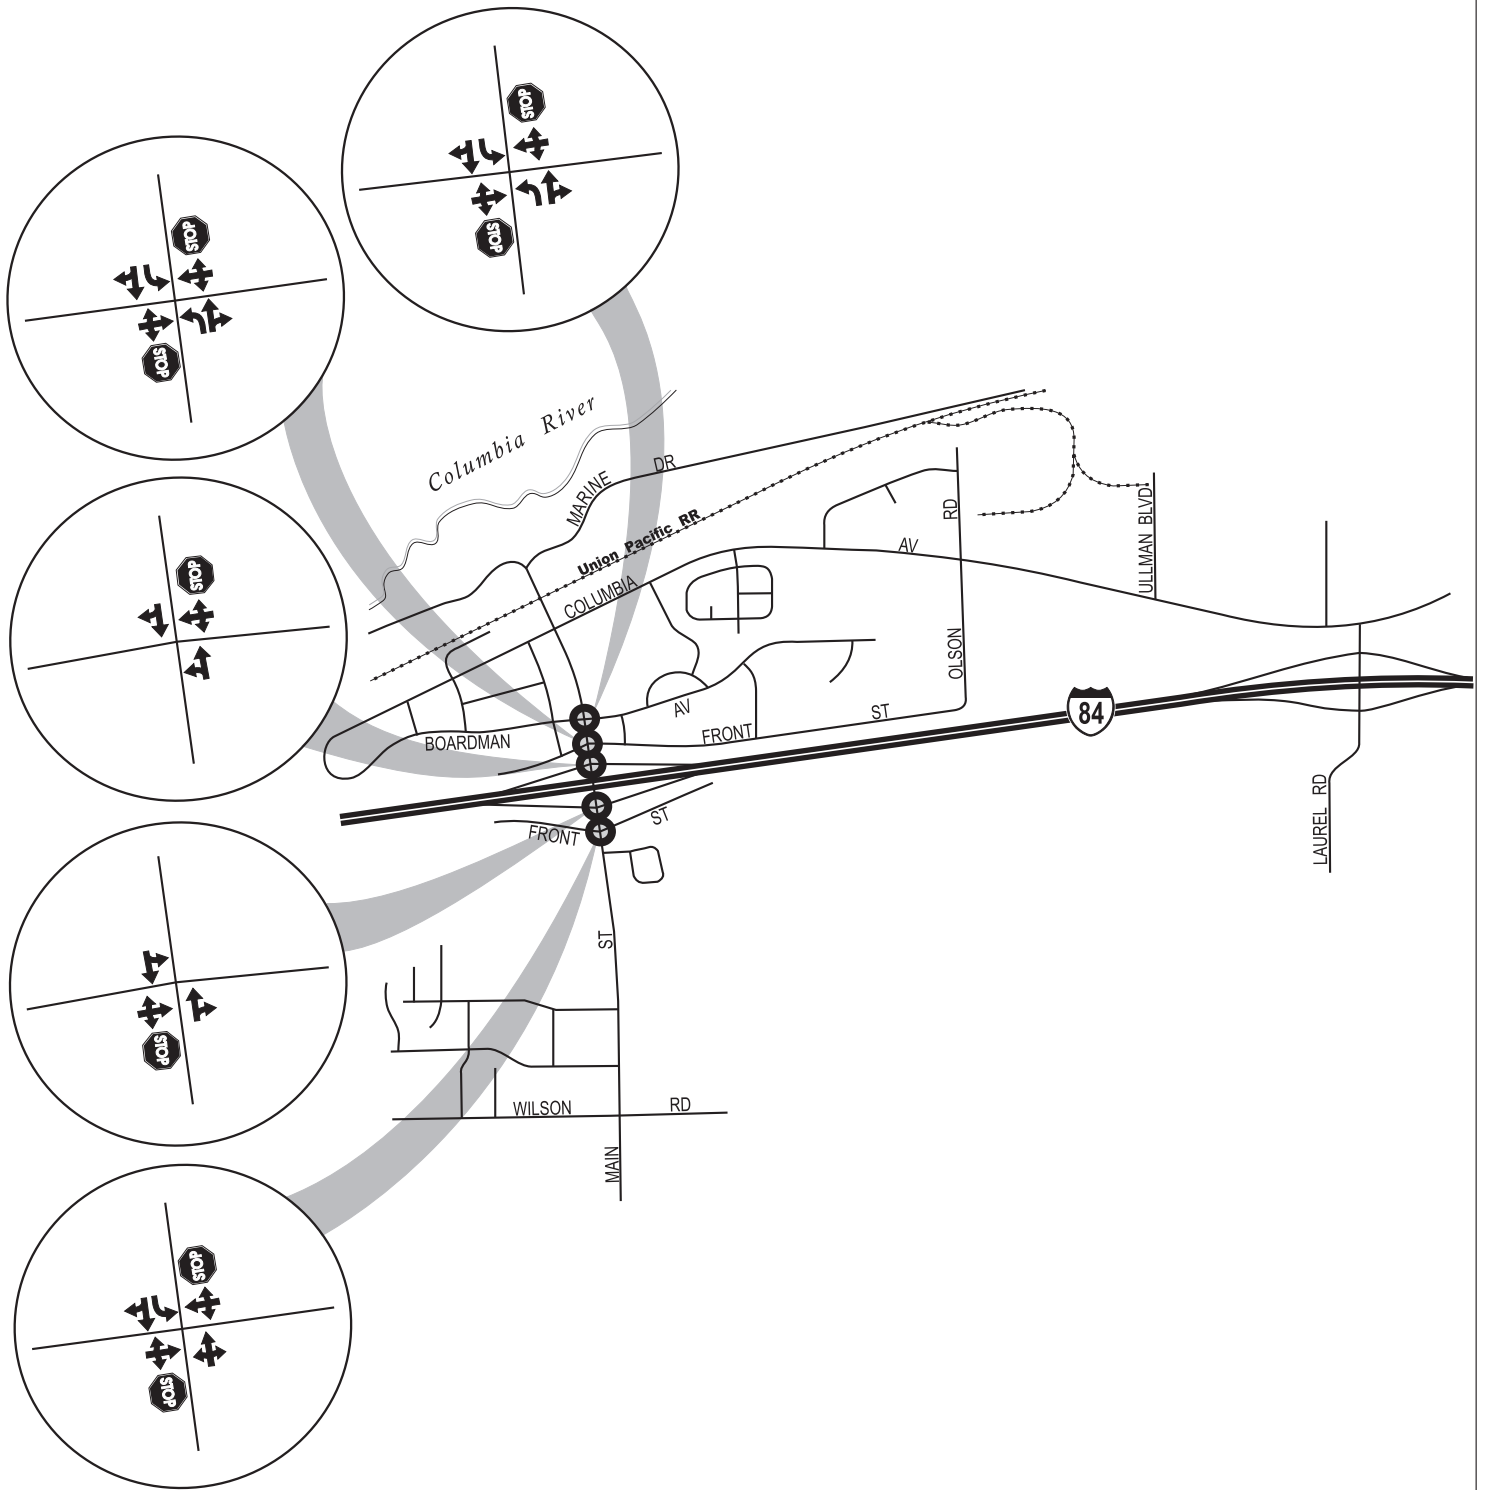 STOP
STOP
STOP
STOP
Columbia River
MARINE DR
Union Pacific RR
COLUMBIA AV
RD
ULLMAN BLVD
STOP
OLSON
BOARDMAN AV
FRONT ST
84
FRONT ST
LAUREL RD
ST
STOP
WILSON RD
MAIN
STOP
STOP